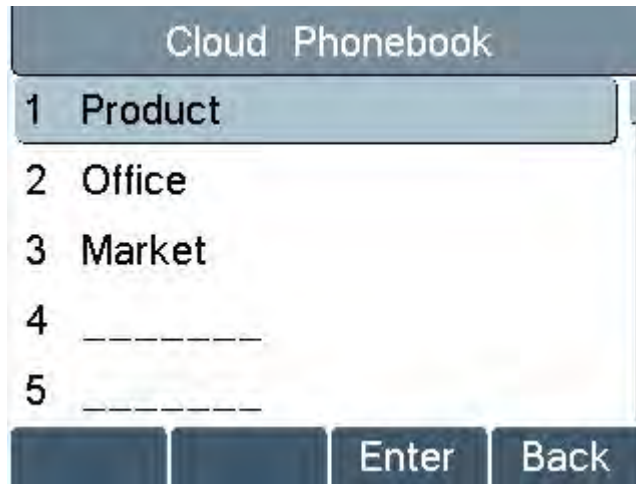 Cloud Phonebook
1 Product
2 Office
3 Market
4 _______
5 _______
Enter Back